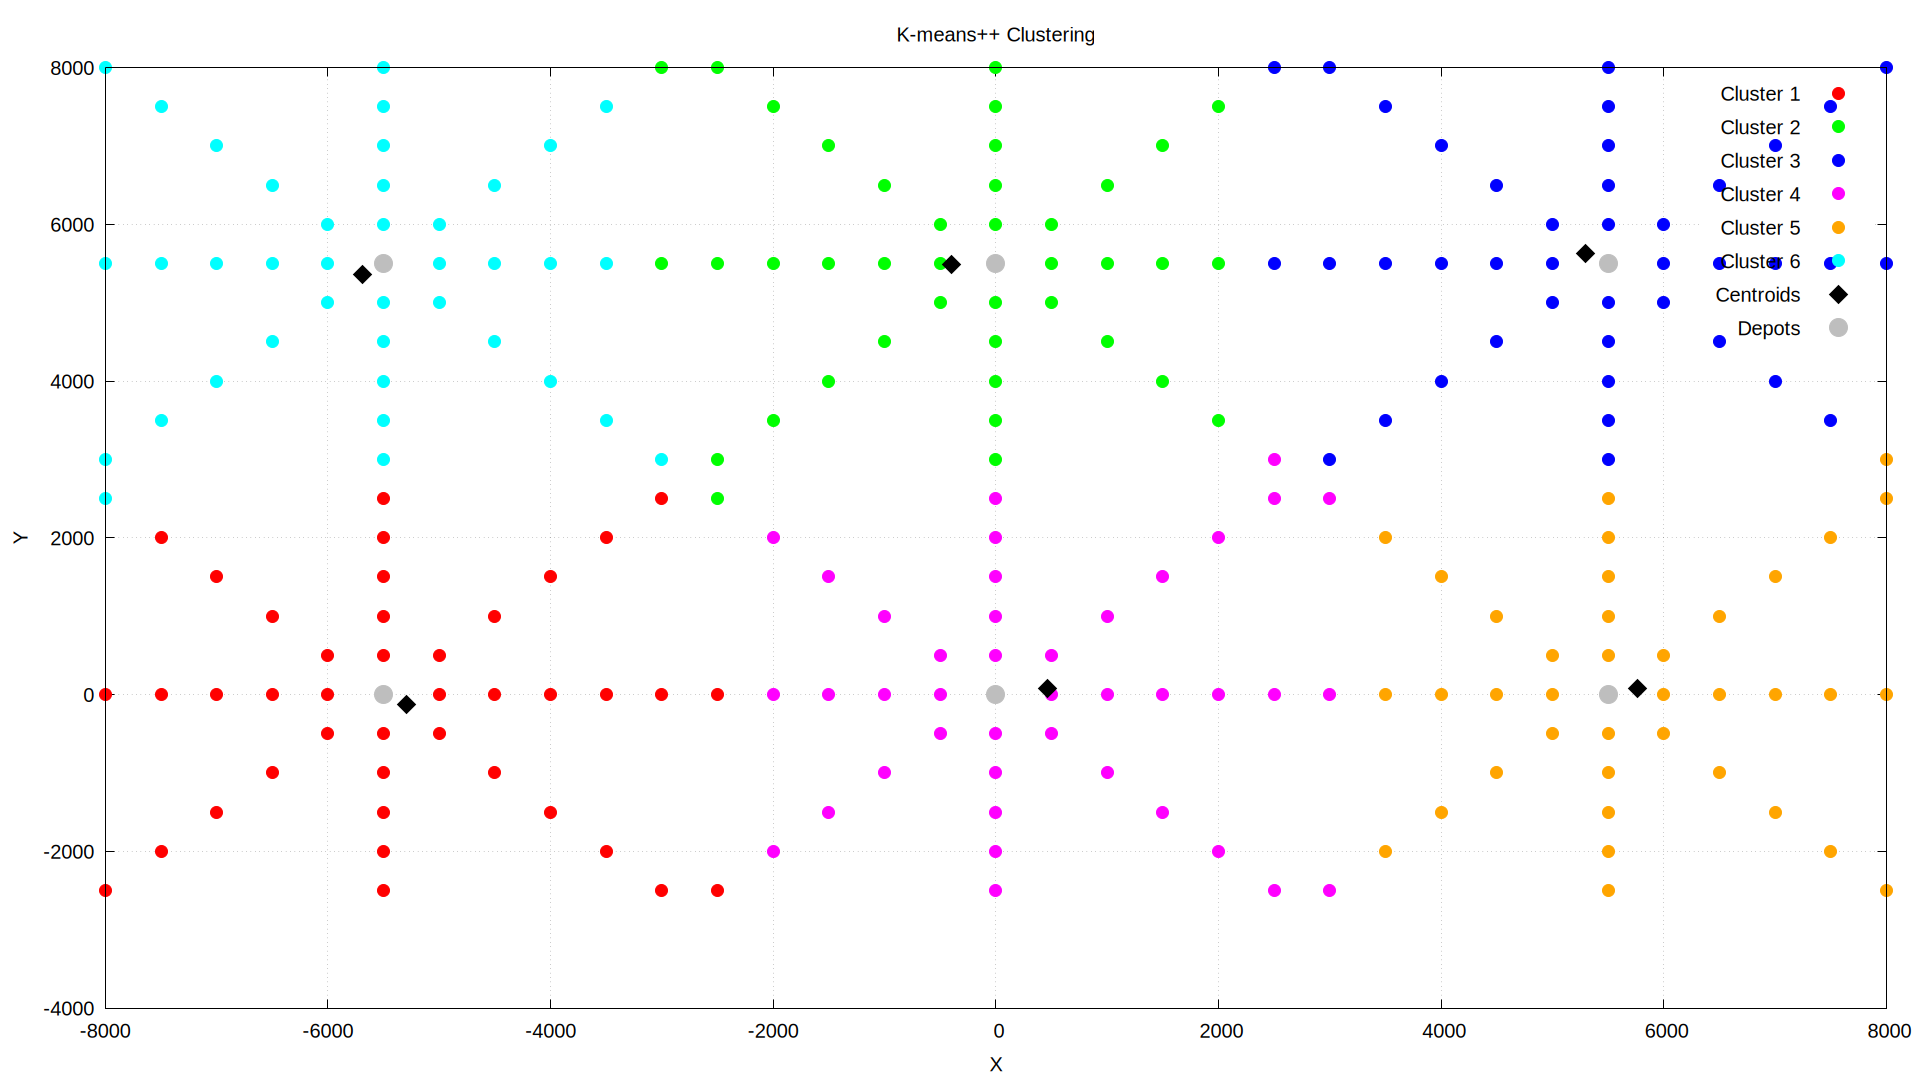 K-means++ Clustering
8000
6000
4000
2000
0
-2000
-4000
Y
Cluster 1
Cluster 2
Cluster 3
Cluster 4
Cluster 5
Cluster 6
Centroids
Depots
-8000 -6000 -4000 -2000 0 2000 4000 6000 8000
X